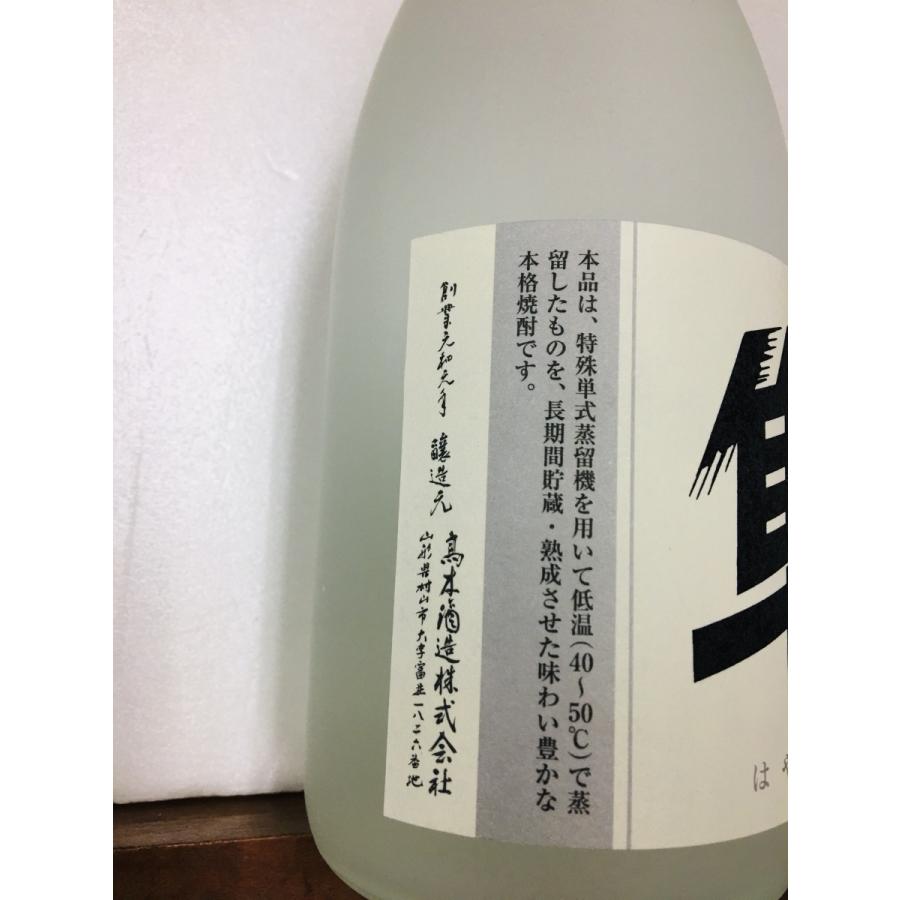 はや
本品は、特殊単式蒸留機を用いて低温(40～50℃)で蒸
留したものを、長期間貯蔵・熟成させた味わい豊かな
本格焼酎です。
創業元和元年 醸造元 高木酒造株式会社
山形県村山市大字富並一八二六番地